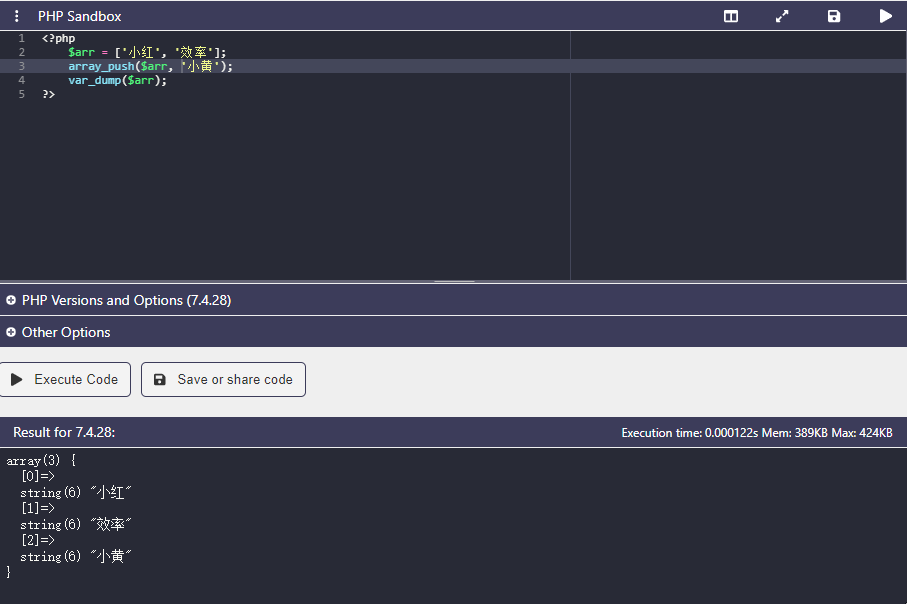 PHP Sandbox
1 <?php
2 $arr = ['小红', '效率'];
3 array_push($arr, '小黄');
4 var_dump($arr);
5 ?>
PHP Versions and Options (7.4.28)
Other Options
Execute Code Save or share code
Result for 7.4.28: Execution time: 0.000122s Mem: 389KB Max: 424KB
array(3) {
[0]=>
string(6) "小红"
[1]=>
string(6) "效率"
[2]=>
string(6) "小黄"
}